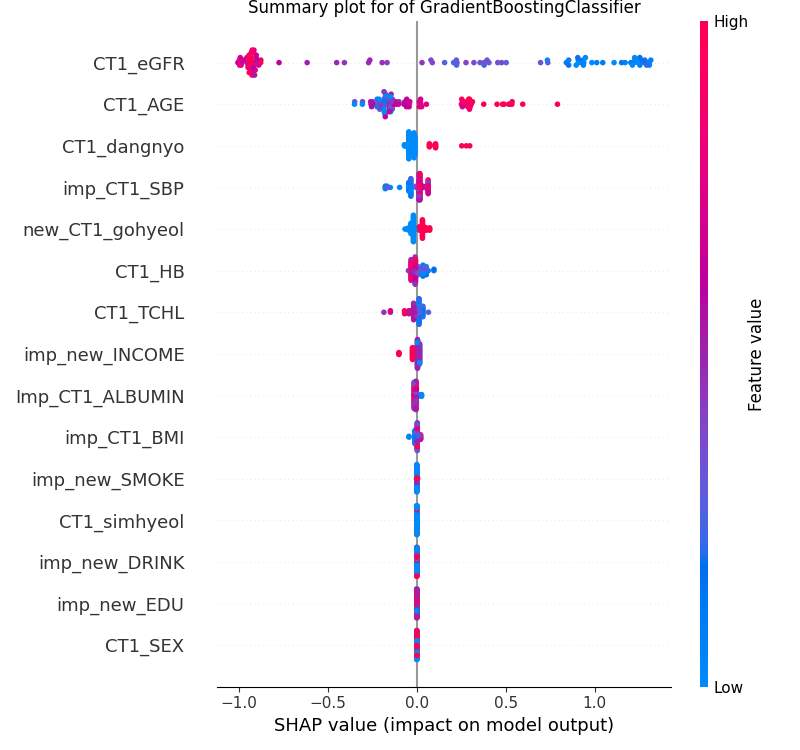 Summary plot for of GradientBoostingClassifier
High
CT1_eGFR
CT1_AGE
CT1_dangnyo
imp_CT1_SBP
new_CT1_gohyeol
CT1_HB
CT1_TCHL
imp_new_INCOME
Imp_CT1_ALBUMIN
imp_CT1_BMI
imp_new_SMOKE
CT1_simhyeol
imp_new_DRINK
imp_new_EDU
CT1_SEX
Feature value
Low
−1.0 −0.5 0.0 0.5 1.0
SHAP value (impact on model output)